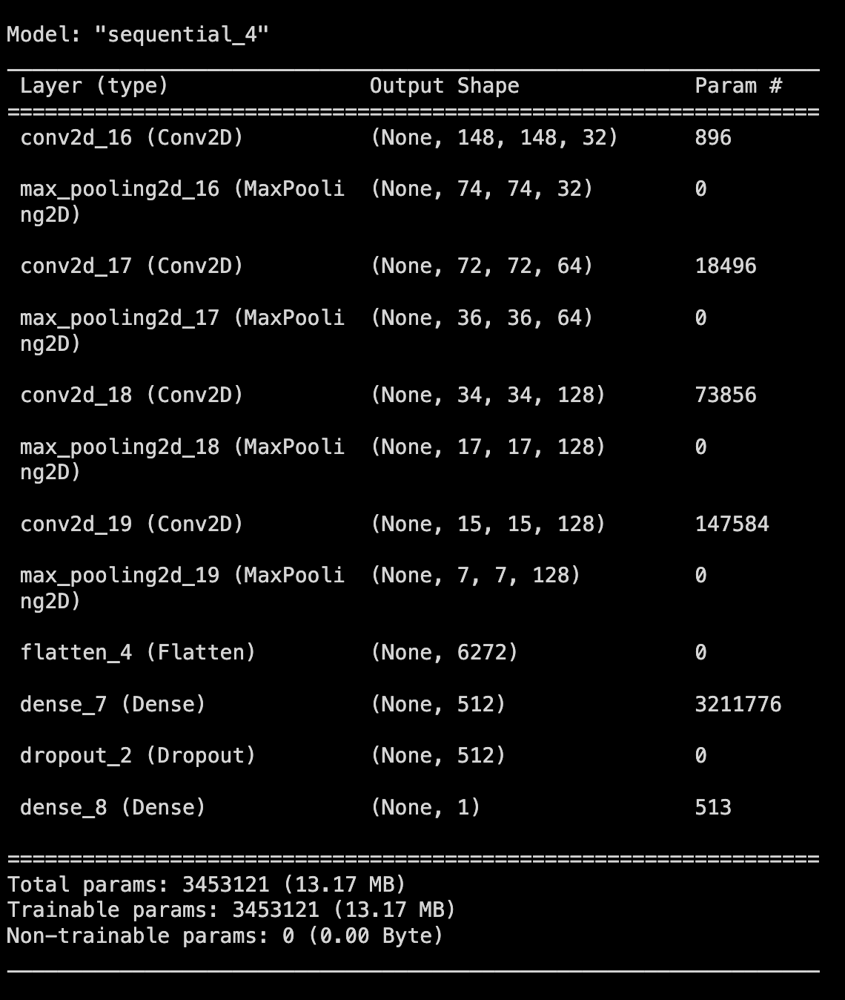 Model: "sequential_4"
_________________________________________________________________
Layer (type) Output Shape Param #
=================================================================
conv2d_16 (Conv2D) (None, 148, 148, 32) 896
max_pooling2d_16 (MaxPooli (None, 74, 74, 32) 0
ng2D)
conv2d_17 (Conv2D) (None, 72, 72, 64) 18496
max_pooling2d_17 (MaxPooli (None, 36, 36, 64) 0
ng2D)
conv2d_18 (Conv2D) (None, 34, 34, 128) 73856
max_pooling2d_18 (MaxPooli (None, 17, 17, 128) 0
ng2D)
conv2d_19 (Conv2D) (None, 15, 15, 128) 147584
max_pooling2d_19 (MaxPooli (None, 7, 7, 128) 0
ng2D)
flatten_4 (Flatten) (None, 6272) 0
dense_7 (Dense) (None, 512) 3211776
dropout_2 (Dropout) (None, 512) 0
dense_8 (Dense) (None, 1) 513
=================================================================
Total params: 3453121 (13.17 MB)
Trainable params: 3453121 (13.17 MB)
Non-trainable params: 0 (0.00 Byte)
_________________________________________________________________